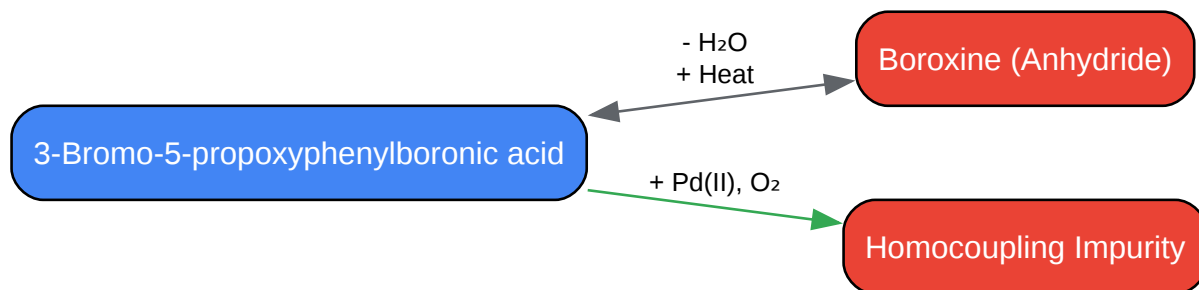 - H₂O
+ Heat
Boroxine (Anhydride)
3-Bromo-5-propoxyphenylboronic acid
+ Pd(II), O₂
Homocoupling Impurity